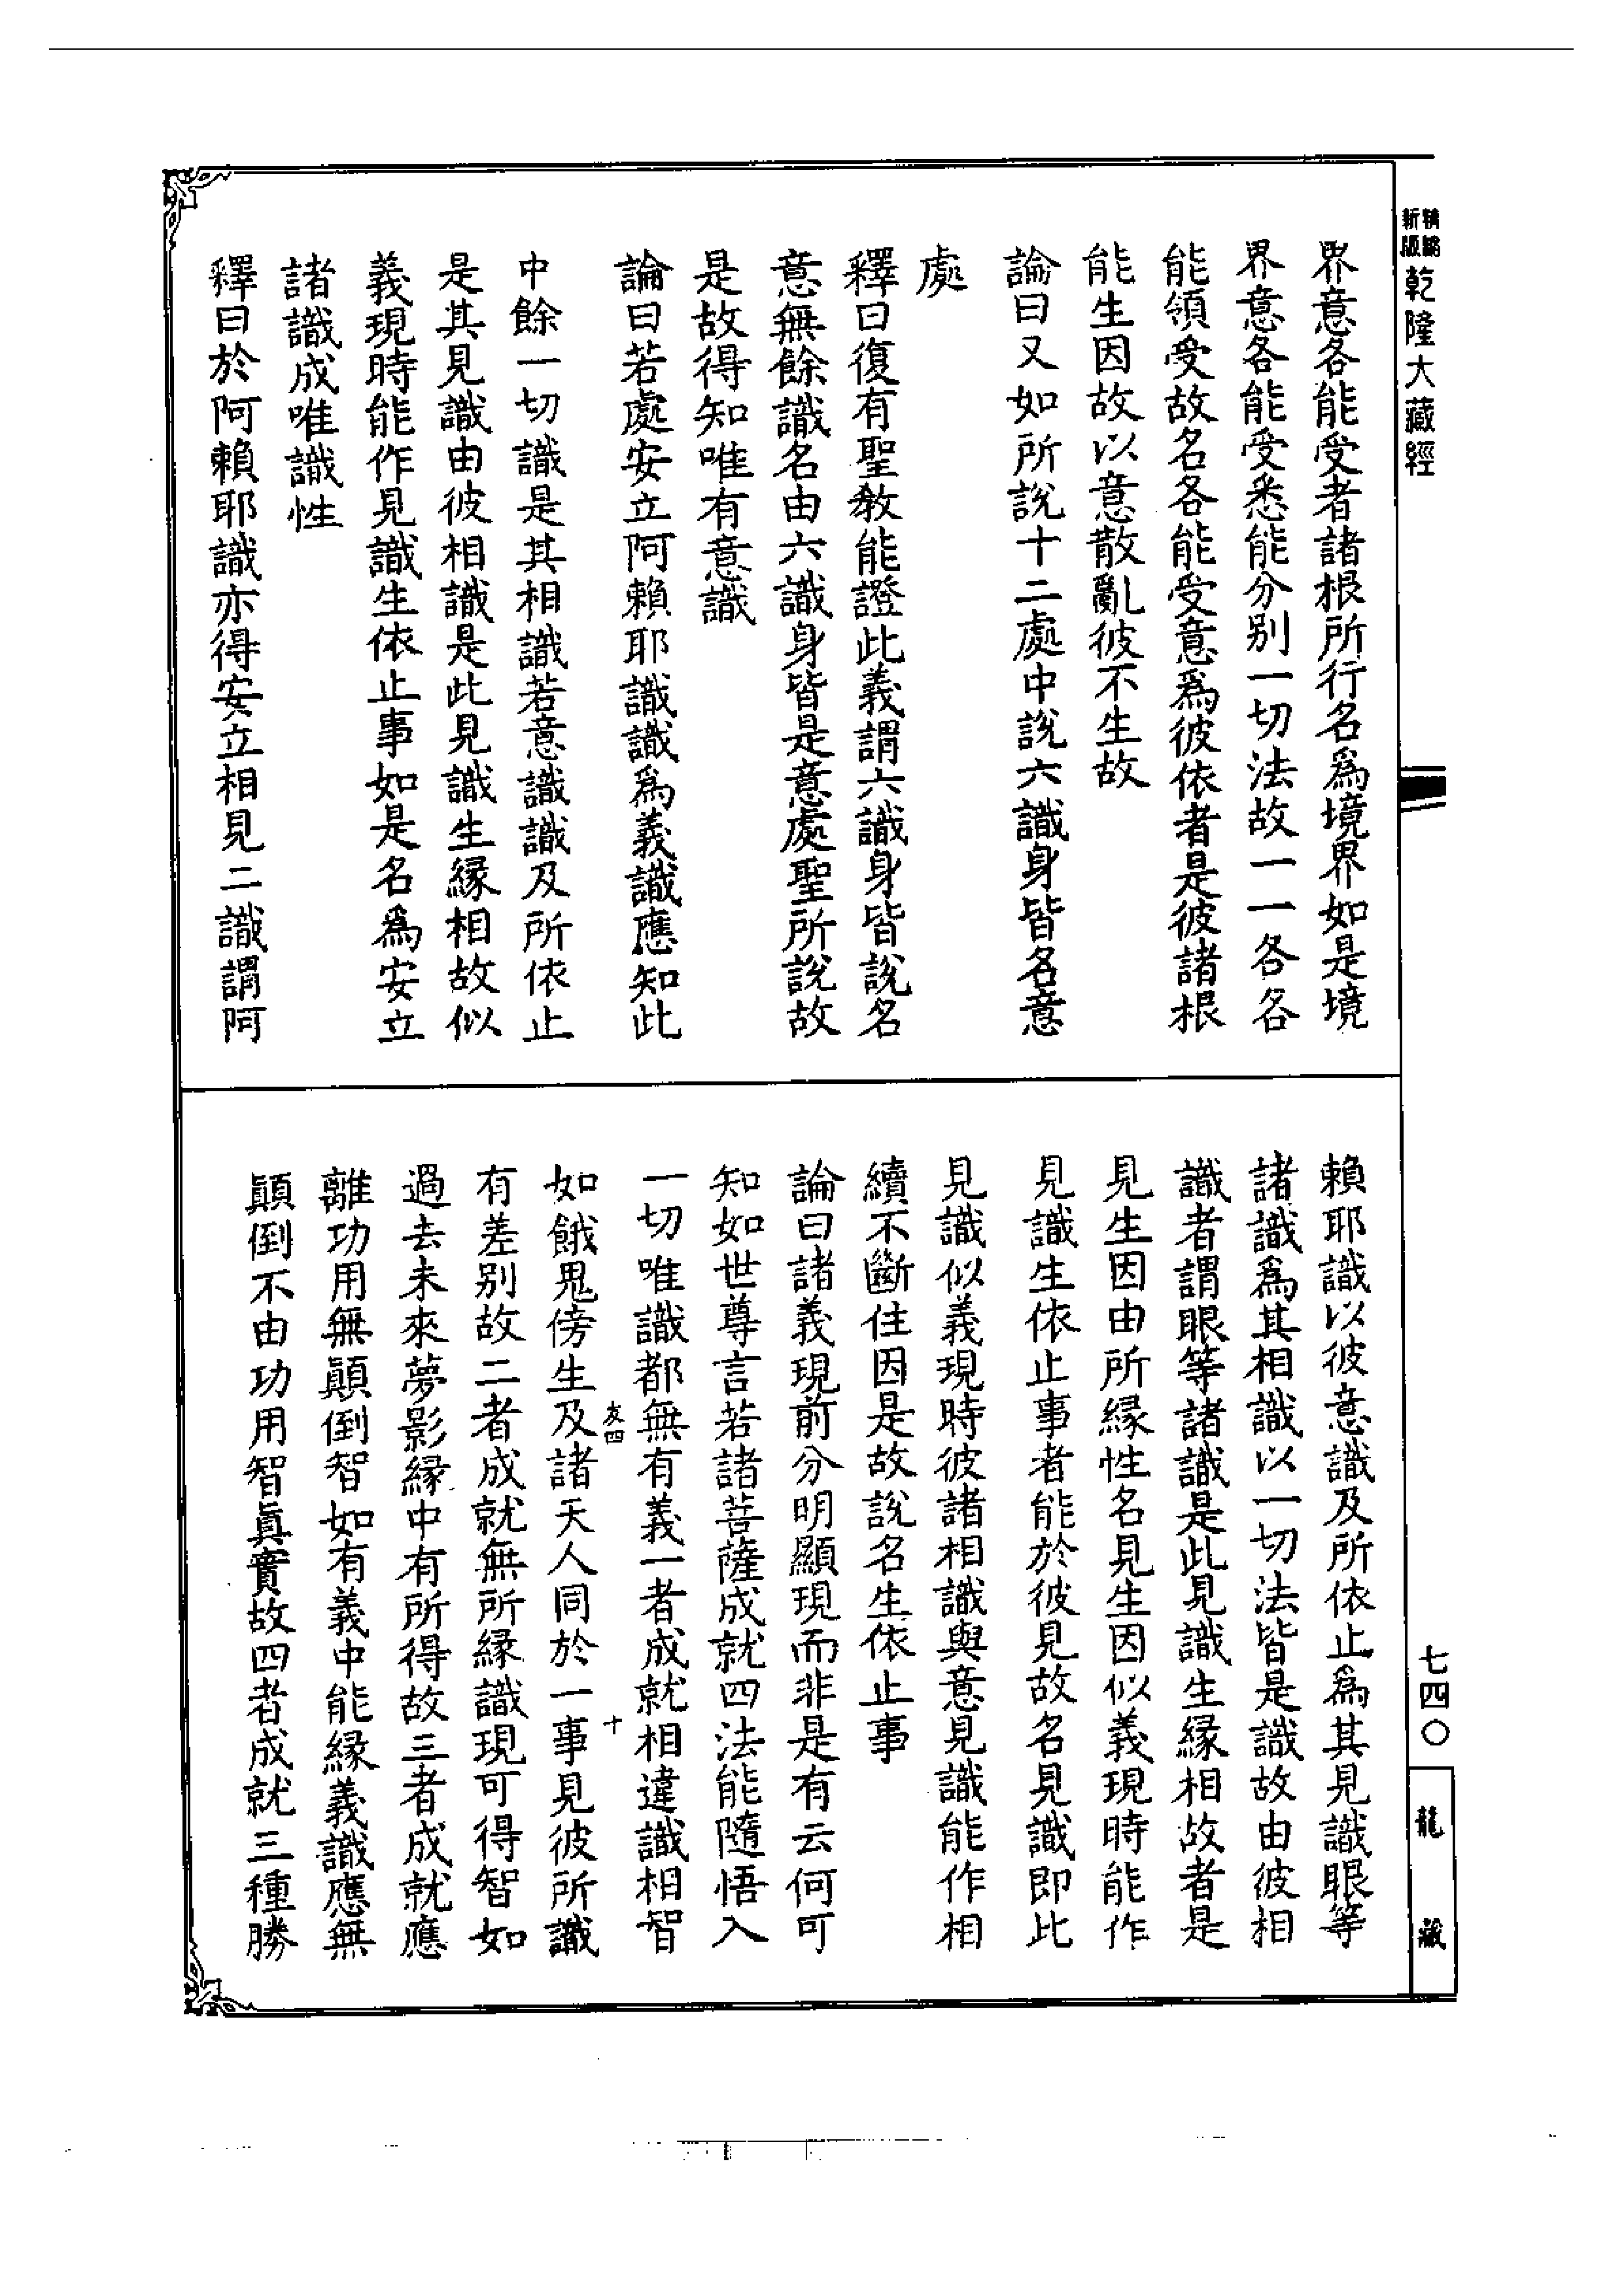 精編
新版
乾隆大藏經
界意各能受者諸根所行名爲境界如是境
界意各能受悉能分别一切法故一一各各
能領受故名各能受意爲彼依者是彼諸根
能生因故以意散亂彼不生故
論曰又如所說十二處中說六識身皆名意
處
釋曰復有聖教能證此義謂六識身皆說名
意無餘識名由六識身皆是意處聖所說故
是故得知唯有意識
論曰若處安立阿賴耶識識爲義識應知此
中餘一切識是其相識若意識識及所依止
是其見識由彼相識是此見識生緣相故似
義現時能作見識生依止事如是名爲安立
諸識成唯識性
釋曰於阿賴耶識亦得安立相見二識謂阿
賴耶識以彼意識及所依止爲其見識眼等
諸識爲其相識以一切法皆是識故由彼相
識者謂眼等諸識是此見識生緣相故者是
見生因由所緣性名見生因似義現時能作
見識生依止事者能於彼見故名見識即此
見識似義現時彼諸相識與意見識能作相
續不斷住因是故說名生依止事
論曰諸義現前分明顯現而非是有云何可
知如世尊言若諸菩薩成就四法能隨悟入
一切唯識都無有義一者成就相違識相智
友四
十
如餓鬼傍生及諸天人同於一事見彼所識
有差别故二者成就無所緣識現可得智如
過去未來夢影緣中有所得故三者成就應
離功用無顚倒智如有義中能緣義識應無
顚倒不由功用智眞實故四者成就三種勝
七四〇
龍藏